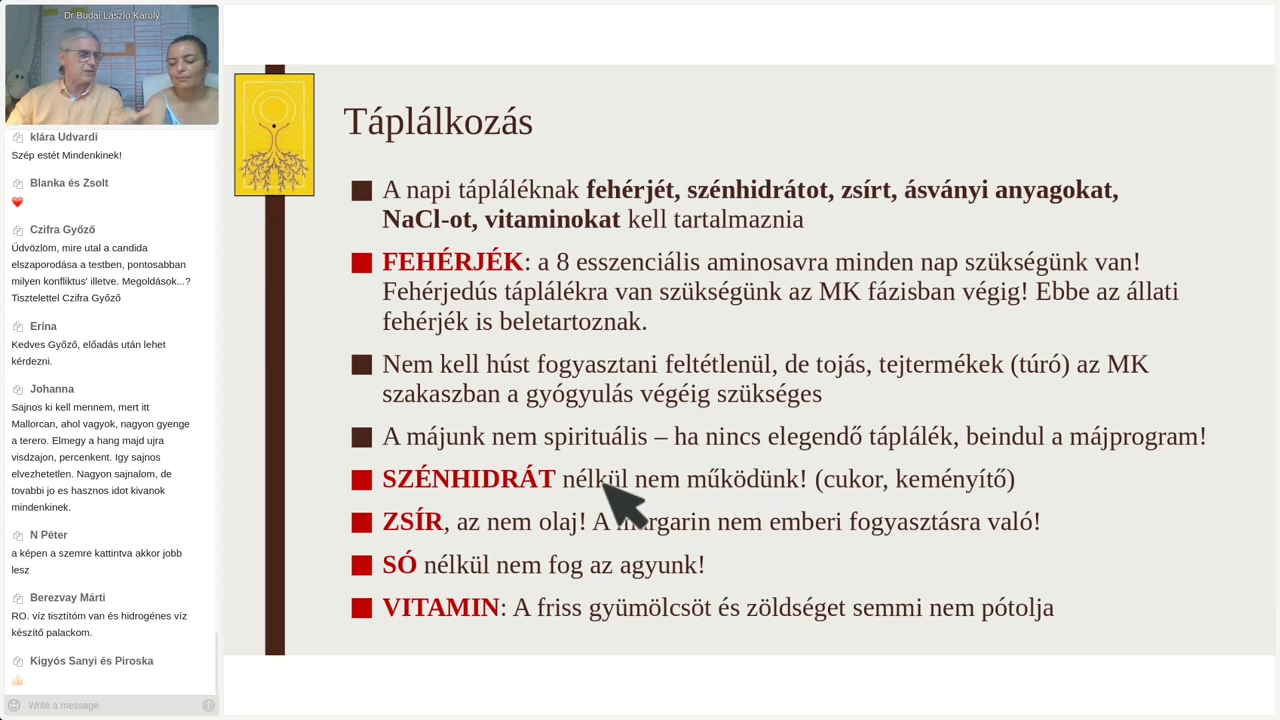 Dr Budai László Károly
klára Udvardi
Szép estét Mindenkinek!
Blanka és Zsolt
Czifra Győző
Üdvözlöm, mire utal a candida
elszaporodása a testben, pontosabban
milyen konfliktus' illetve. Megoldások...?
Tisztelettel Czifra Győző
Erina
Kedves Győző, előadás után lehet
kérdezni.
Johanna
Sajnos ki kell mennem, mert itt
Mallorcan, ahol vagyok, nagyon gyenge
a terero. Elmegy a hang majd ujra
visdzajon, percenkent. Igy sajnos
elvezhetetlen. Nagyon sajnalom, de
tovabbi jo es hasznos idot kivanok
mindenkinek.
N Péter
a képen a szemre kattintva akkor jobb
lesz
Berezvay Márti
RO. víz tisztítóm van és hidrogénes víz
készítő palackom.
Kigyós Sanyi és Piroska
Write a message
Táplálkozás
A napi tápláléknak fehérjét, szénhidrátot, zsírt, ásványi anyagokat,
NaCl-ot, vitaminokat kell tartalmaznia
FEHÉRJÉK: a 8 esszenciális aminosavra minden nap szükségünk van!
Fehérjedús táplálékra van szükségünk az MK fázisban végig! Ebbe az állati
fehérjék is beletartoznak.
Nem kell húst fogyasztani feltétlenül, de tojás, tejtermékek (túró) az MK
szakaszban a gyógyulás végéig szükséges
A májunk nem spirituális – ha nincs elegendő táplálék, beindul a májprogram!
SZÉNHIDRÁT nélkül nem működünk! (cukor, keményítő)
ZSÍR, az nem olaj! A margarin nem emberi fogyasztásra való!
SÓ nélkül nem fog az agyunk!
VITAMIN: A friss gyümölcsöt és zöldséget semmi nem pótolja